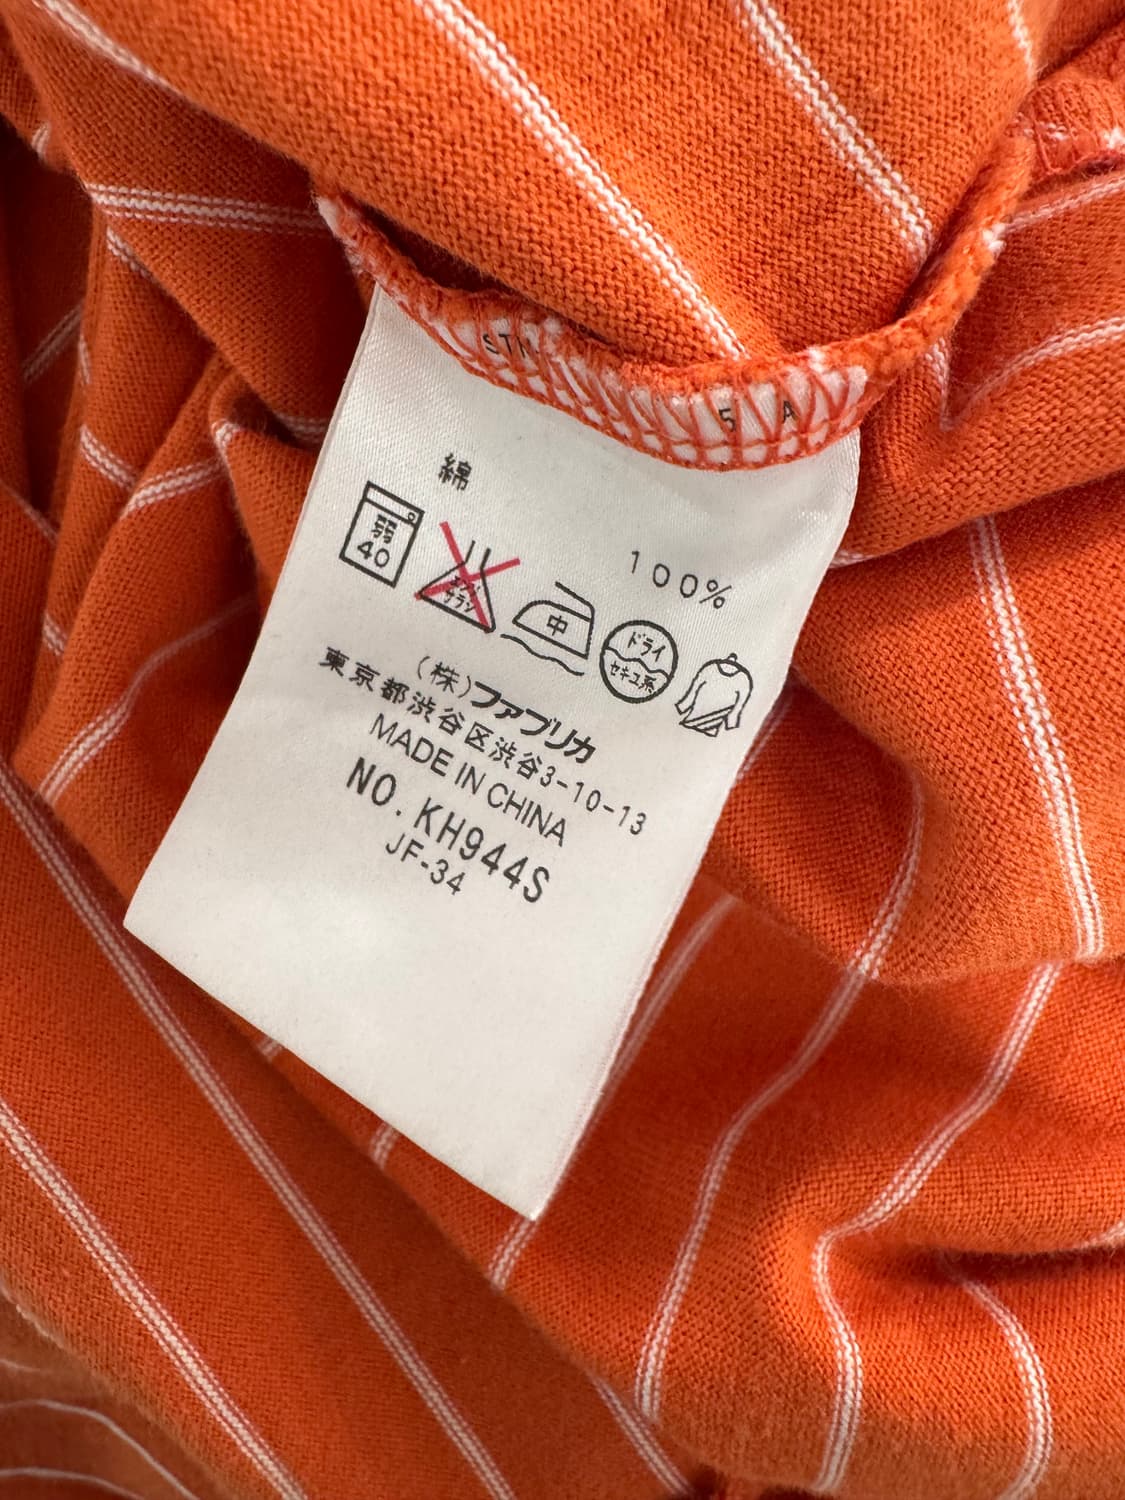 5 A
綿
100%
弱
40
エンソ
サラシ
中
ドライ
セキユ系
(株)ファブリカ
東京都渋谷区渋谷3-10-13
MADE IN CHINA
NO. KH944S
JF-34